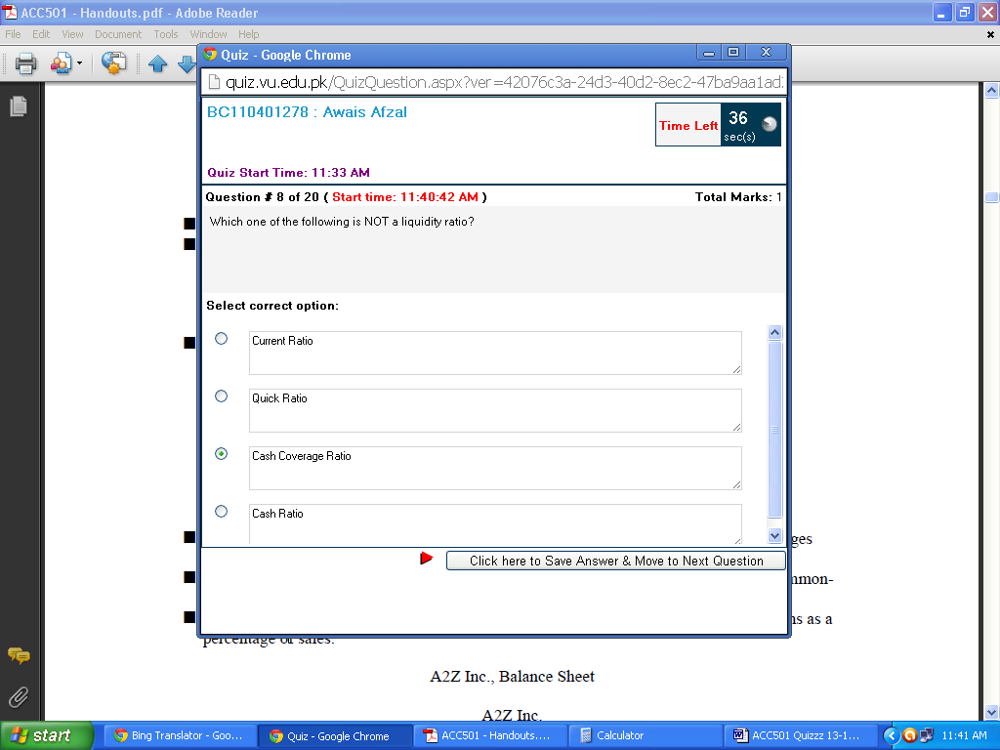 ACC501 - Handouts.pdf - Adobe Reader
File Edit View Document Tools Window Help
Quiz - Google Chrome
quiz.vu.edu.pk/QuizQuestion.aspx?ver=42076c3a-24d3-40d2-8ec2-47ba9aa1ad
BC110401278 : Awais Afzal
Time Left 36 sec(s)
Quiz Start Time: 11:33 AM
Question # 8 of 20 ( Start time: 11:40:42 AM ) Total Marks: 1
Which one of the following is NOT a liquidity ratio?
Select correct option:
Current Ratio
Quick Ratio
Cash Coverage Ratio
Cash Ratio
Click here to Save Answer & Move to Next Question
ges
mmon-
ns as a
percentage of sales.
A2Z Inc., Balance Sheet
A2Z Inc.
start Bing Translator - Goo... Quiz - Google Chrome ACC501 - Handouts.... Calculator ACC501 Quizzz 13-1... 11:41 AM